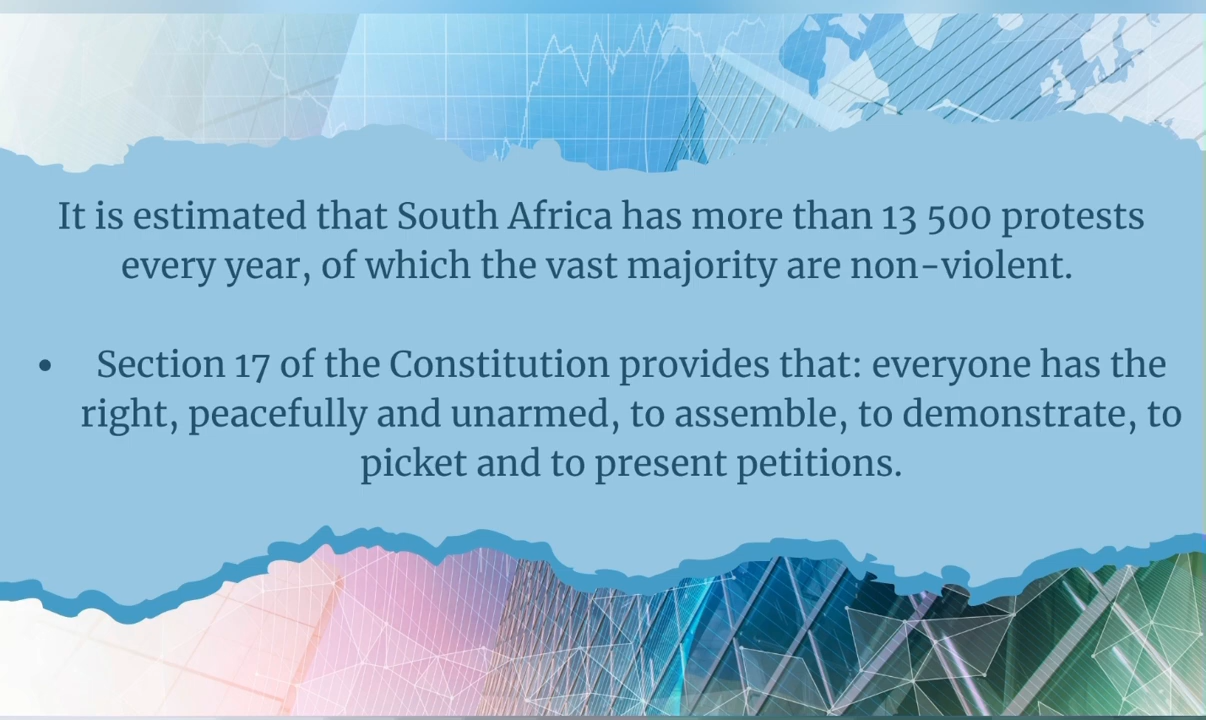 It is estimated that South Africa has more than 13 500 protests
every year, of which the vast majority are non-violent.
• Section 17 of the Constitution provides that: everyone has the
right, peacefully and unarmed, to assemble, to demonstrate, to
picket and to present petitions.